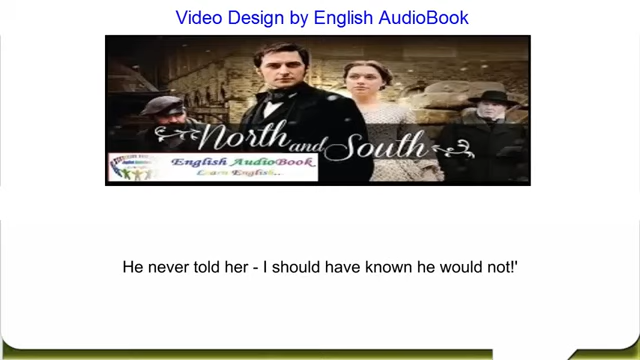 Video Design by English AudioBook
North and South
English AudioBook
Learn English...
He never told her - I should have known he would not!'